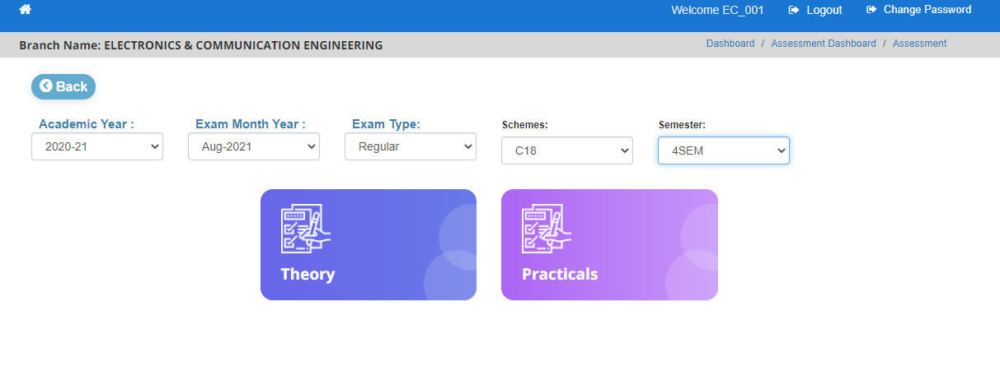 Welcome EC_001 Logout Change Password
Branch Name: ELECTRONICS & COMMUNICATION ENGINEERING Dashboard / Assessment Dashboard / Assessment
Back
Academic Year : Exam Month Year : Exam Type: Schemes: Semester:
2020-21 Aug-2021 Regular C18 4SEM
Theory Practicals